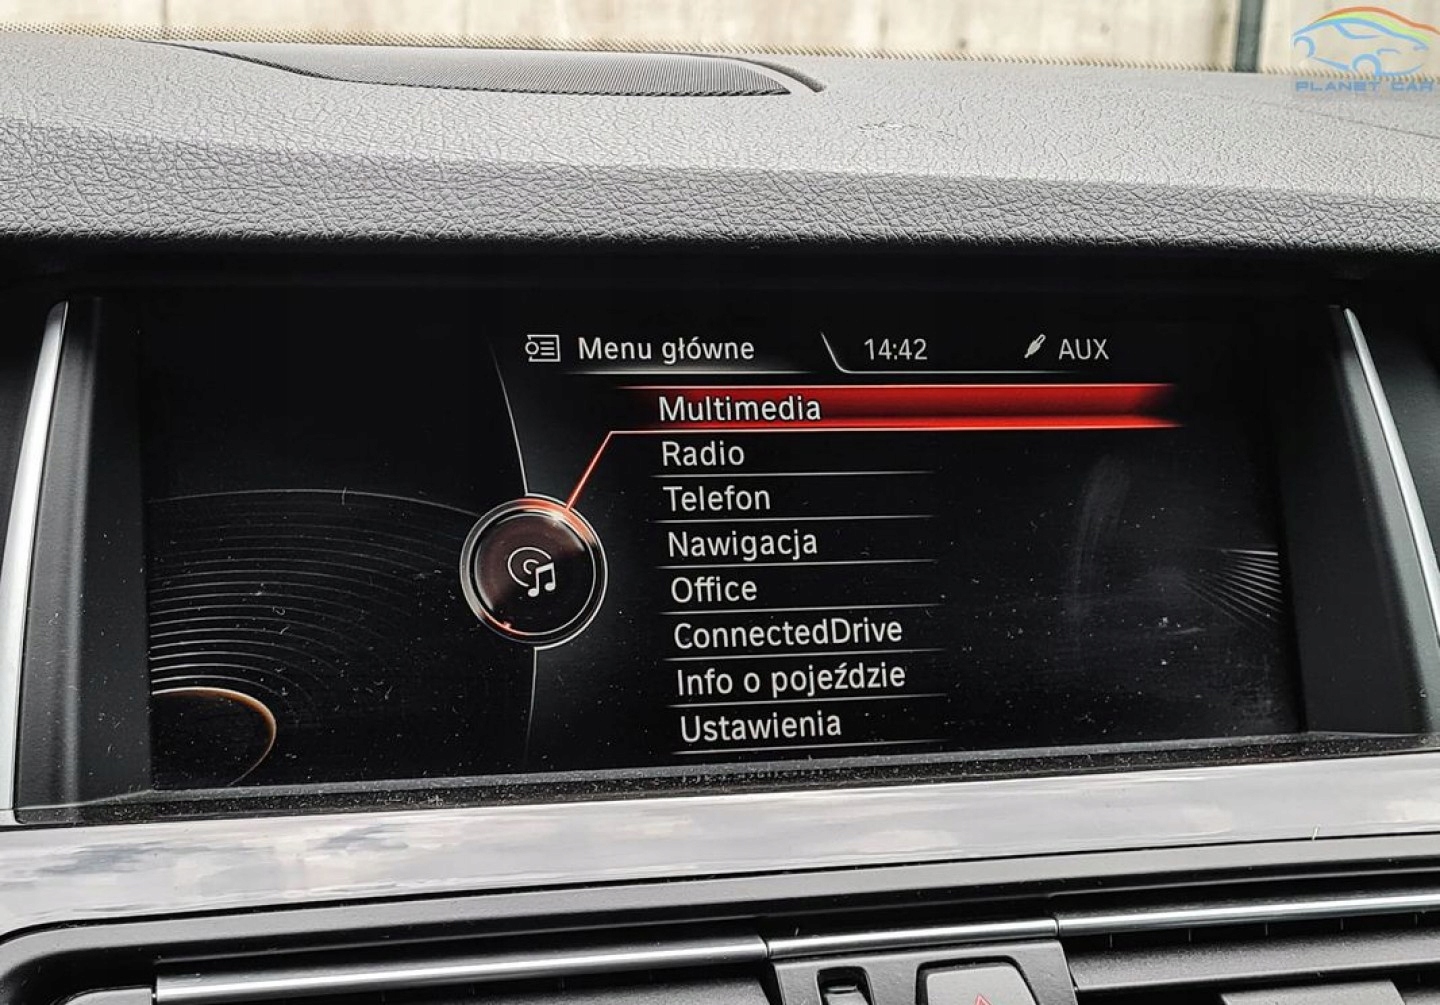 PLANET CAR
Menu główne 14:42 AUX
Multimedia
Radio
Telefon
Nawigacja
Office
ConnectedDrive
Info o pojeździe
Ustawienia